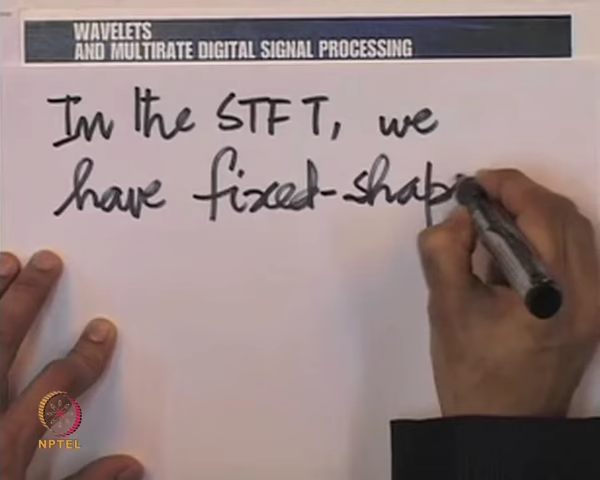 WAVELETS
AND MULTIRATE DIGITAL SIGNAL PROCESSING
In the STFT, we
have fixed-shap
NPTEL